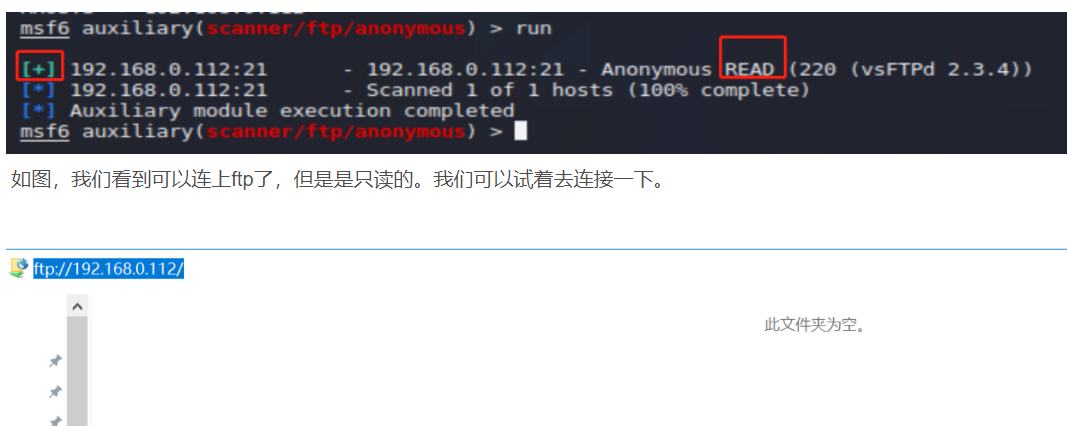 msf6 auxiliary(scanner/ftp/anonymous) > run
[+] 192.168.0.112:21 - 192.168.0.112:21 - Anonymous READ (220 (vsFTPd 2.3.4))
[*] 192.168.0.112:21 - Scanned 1 of 1 hosts (100% complete)
[*] Auxiliary module execution completed
msf6 auxiliary(scanner/ftp/anonymous) >
如图，我们看到可以连上ftp了，但是是只读的。我们可以试着去连接一下。
ftp://192.168.0.112/
此文件夹为空。